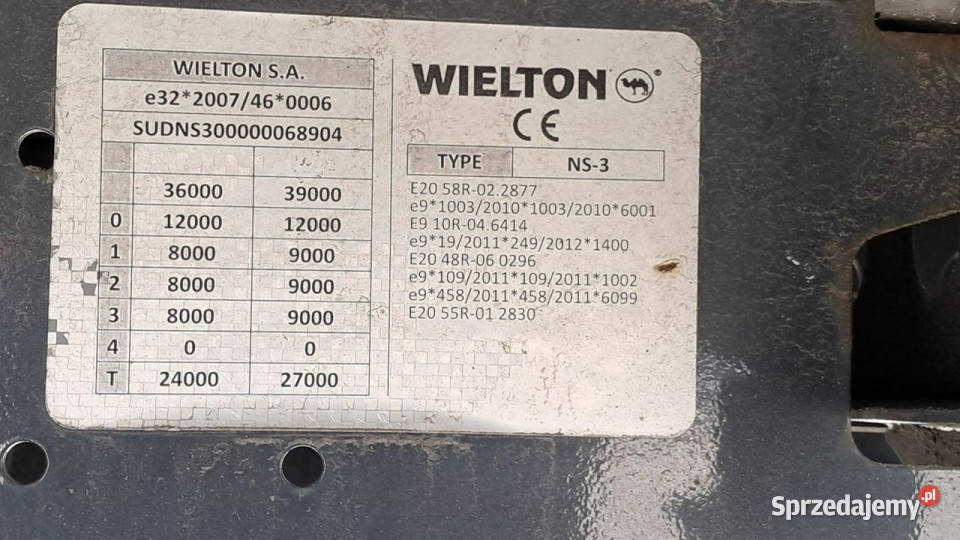 WIELTON S.A.
e32*2007/46*0006
SUDNS300000068904
36000 39000
0 12000 12000
1 8000 9000
2 8000 9000
3 8000 9000
4 0 0
T 24000 27000
WIELTON ®
CE
TYPE NS-3
E20 58R-02.2877
e9*1003/2010*1003/2010*6001
E9 10R-04.6414
e9*19/2011*249/2012*1400
E20 48R-06 0296
e9*109/2011*109/2011*1002
e9*458/2011*458/2011*6099
E20 55R-01 2830
Sprzedajemy.pl